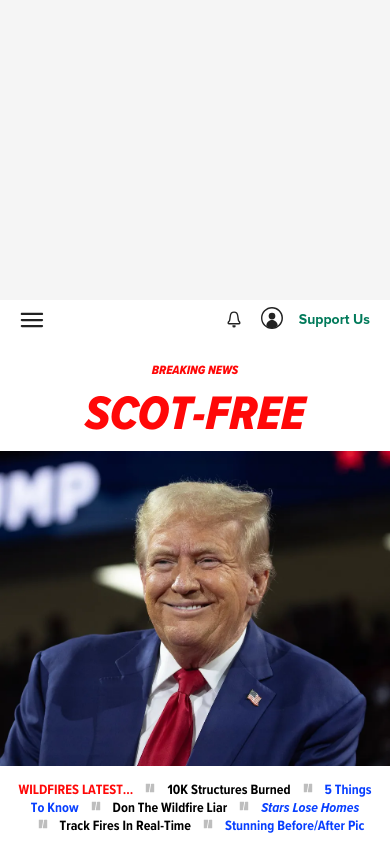 Support Us
BREAKING NEWS
SCOT-FREE
UMP
WILDFIRES LATEST... " 10K Structures Burned " 5 Things
To Know " Don The Wildfire Liar " Stars Lose Homes
" Track Fires In Real-Time " Stunning Before/After Pic